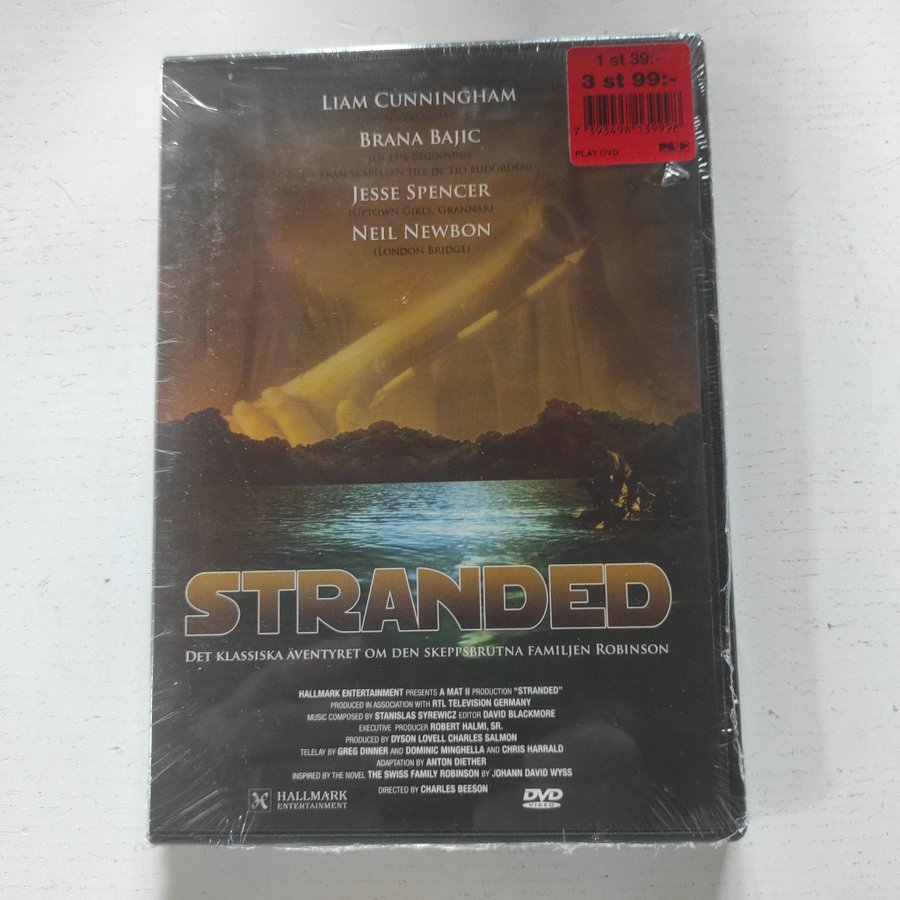 1 st 39:-
3 st 99:-
7 393498 139998
PLAY DVD
LIAM CUNNINGHAM
BRANA BAJIC
(IN THE BEGINNING
FRÅN SKAPELSEN TILL DE TIO BUDORDEN)
JESSE SPENCER
(UPTOWN GIRLS, GRANNAR)
NEIL NEWBON
(LONDON BRIDGE)
STRANDED
DET KLASSISKA ÄVENTYRET OM DEN SKEPPSBRUTNA FAMILJEN ROBINSON
HALLMARK ENTERTAINMENT PRESENTS A MAT II PRODUCTION "STRANDED"
PRODUCED IN ASSOCIATION WITH RTL TELEVISION GERMANY
MUSIC COMPOSED BY STANISLAS SYREWICZ EDITOR DAVID BLACKMORE
EXECUTIVE PRODUCER ROBERT HALMI, SR.
PRODUCED BY DYSON LOVELL CHARLES SALMON
TELELAY BY GREG DINNER AND DOMINIC MINGHELLA AND CHRIS HARRALD
ADAPTATION BY ANTON DIETHER
INSPIRED BY THE NOVEL THE SWISS FAMILY ROBINSON BY JOHANN DAVID WYSS
DIRECTED BY CHARLES BEESON
HALLMARK
ENTERTAINMENT
DVD
VIDEO